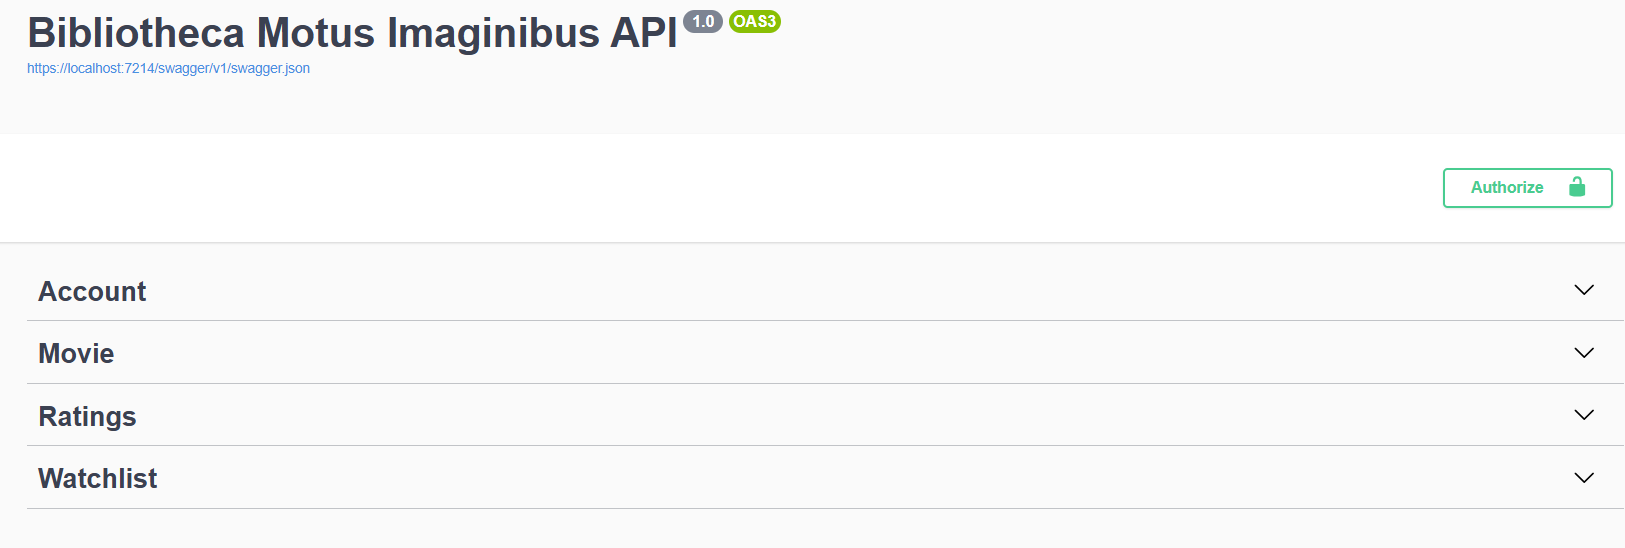 Bibliotheca Motus Imaginibus API 1.0 OAS3
https://localhost:7214/swagger/v1/swagger.json
Authorize
Account
Movie
Ratings
Watchlist